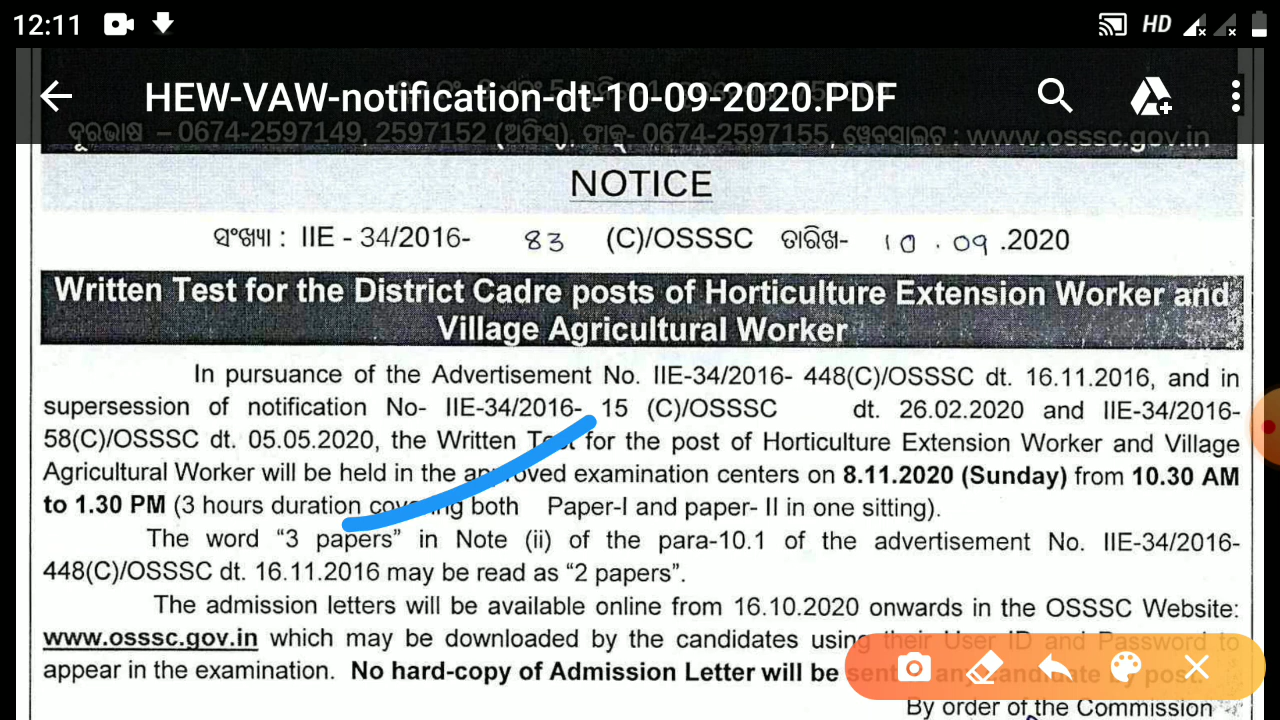 12:11 HD
HEW-VAW-notification-dt-10-09-2020.PDF
ଦୂରଭାଷ – 0674-2597149, 2597152 (ଅଫିସ), ଫାକ୍ସ- 0674-2597155, ୱେବସାଇଟ : www.osssc.gov.in
NOTICE
ସଂଖ୍ୟା : IIE - 34/2016- 83 (C)/OSSSC ତାରିଖ- 10.09.2020
Written Test for the District Cadre posts of Horticulture Extension Worker and
Village Agricultural Worker
In pursuance of the Advertisement No. IIE-34/2016- 448(C)/OSSSC dt. 16.11.2016, and in
supersession of notification No- IIE-34/2016- 15 (C)/OSSSC dt. 26.02.2020 and IIE-34/2016-
58(C)/OSSSC dt. 05.05.2020, the Written Test for the post of Horticulture Extension Worker and Village
Agricultural Worker will be held in the approved examination centers on 8.11.2020 (Sunday) from 10.30 AM
to 1.30 PM (3 hours duration covering both Paper-I and paper- II in one sitting).
The word “3 papers” in Note (ii) of the para-10.1 of the advertisement No. IIE-34/2016-
448(C)/OSSSC dt. 16.11.2016 may be read as “2 papers”.
The admission letters will be available online from 16.10.2020 onwards in the OSSSC Website:
www.osssc.gov.in which may be downloaded by the candidates using their User ID and Password to
appear in the examination. No hard-copy of Admission Letter will be sent to any candidate by post.
By order of the Commission